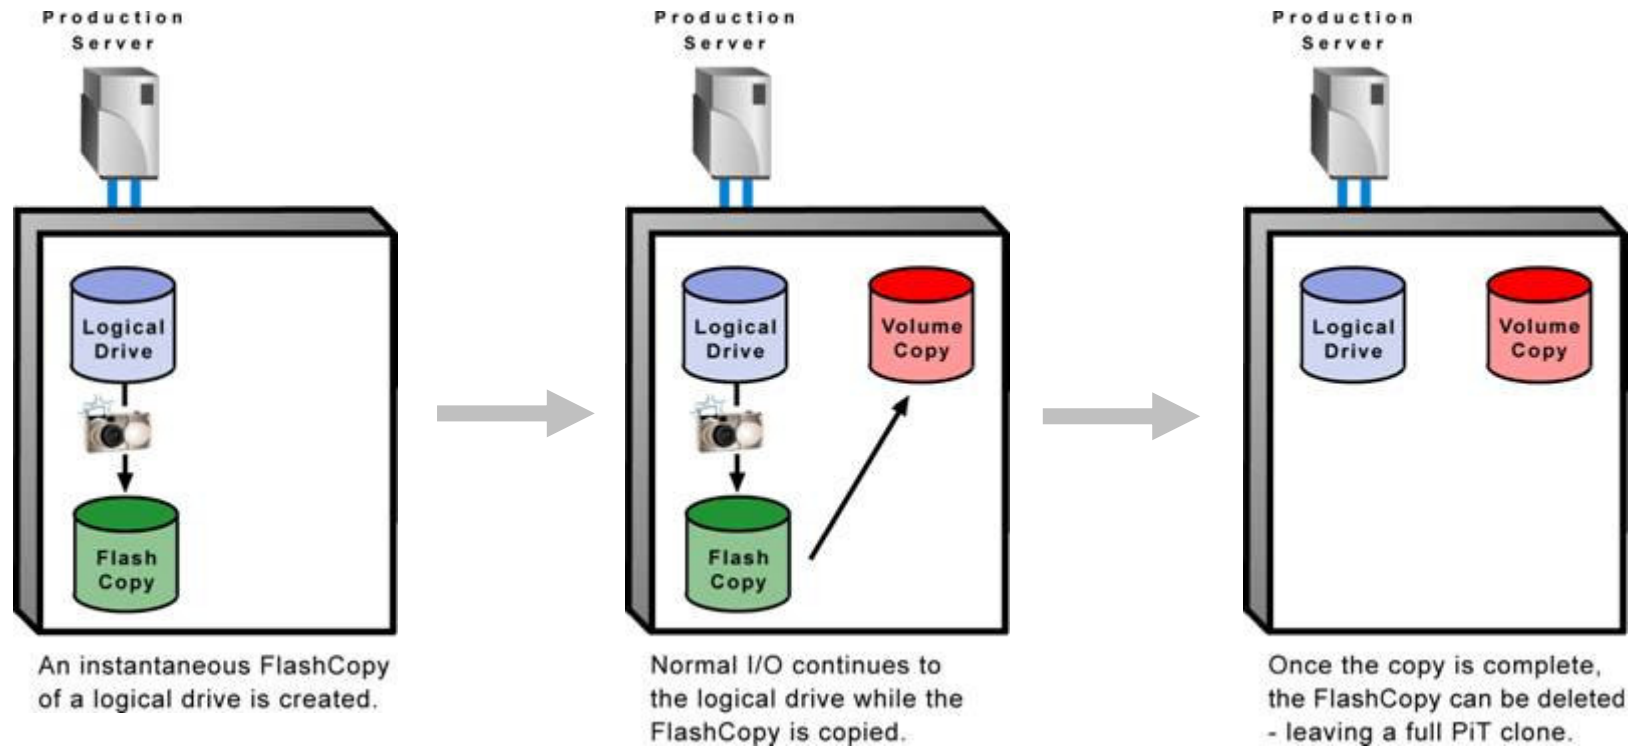 Production
Server
Logical
Drive
Flash
Copy
An instantaneous FlashCopy
of a logical drive is created.
Production
Server
Logical
Drive
Volume
Copy
Flash
Copy
Normal I/O continues to
the logical drive while the
FlashCopy is copied.
Production
Server
Logical
Drive
Volume
Copy
Once the copy is complete,
the FlashCopy can be deleted
- leaving a full PiT clone.